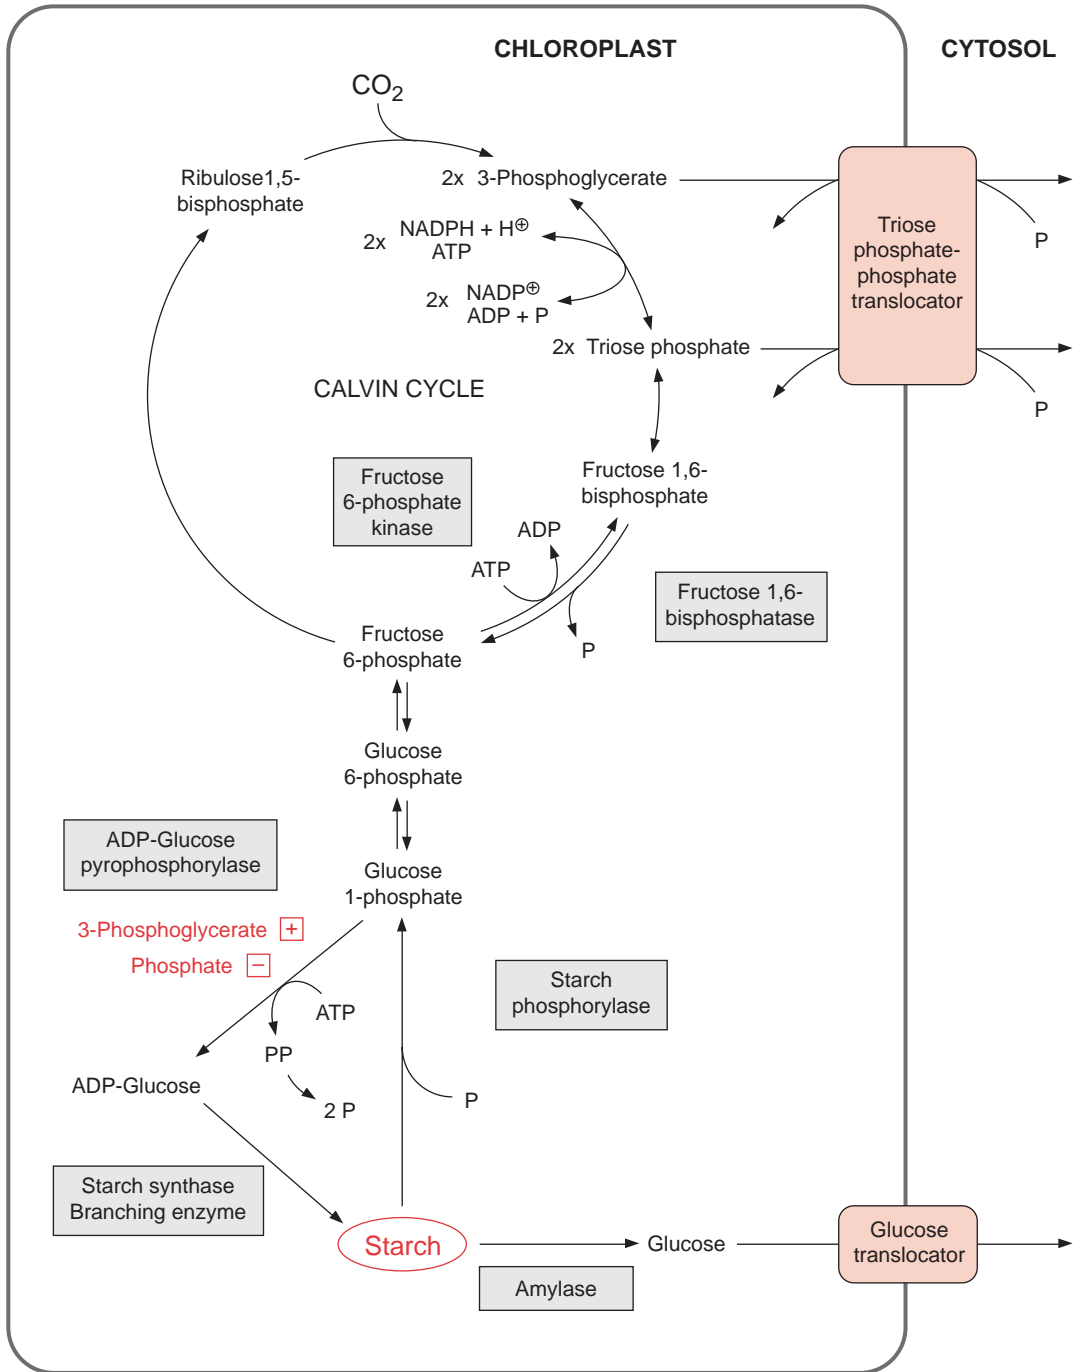 CHLOROPLAST
CYTOSOL
CO2
Ribulose1,5-
bisphosphate
2x 3-Phosphoglycerate
2x NADPH + H⊕
ATP
2x NADP⊕
ADP + P
2x Triose phosphate
Triose
phosphate-
phosphate
translocator
P
P
CALVIN CYCLE
Fructose
6-phosphate
kinase
Fructose 1,6-
bisphosphate
ADP
ATP
Fructose 1,6-
bisphosphatase
P
Fructose
6-phosphate
Glucose
6-phosphate
ADP-Glucose
pyrophosphorylase
Glucose
1-phosphate
3-Phosphoglycerate +
Phosphate −
Starch
phosphorylase
ATP
PP
2 P
P
ADP-Glucose
Starch synthase
Branching enzyme
Starch
Glucose
Amylase
Glucose
translocator